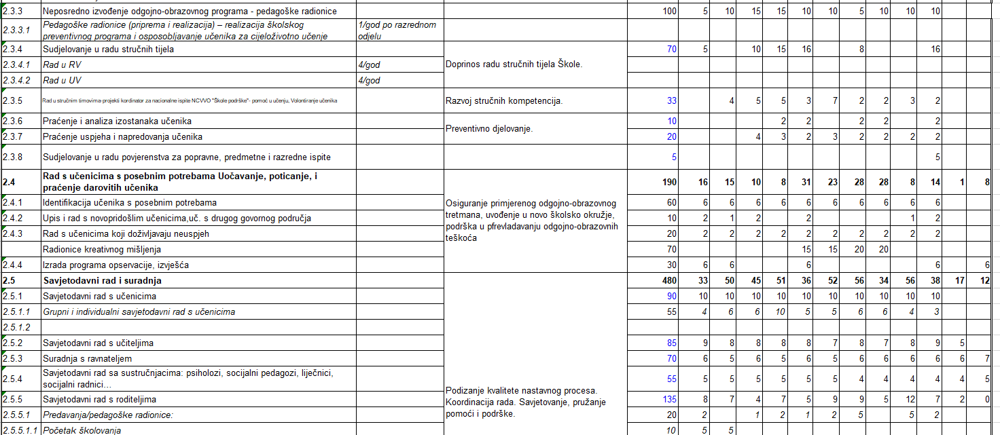 2.3.3 Neposredno izvođenje odgojno-obrazovnog programa - pedagoške radionice 100 5 10 15 15 10 10 5 10 10 10
2.3.3.1 Pedagoške radionice (priprema i realizacija) – realizacija školskog preventivnog programa i osposobljavanje učenika za cijeloživotno učenje 1/god po razrednom odjelu
2.3.4 Sudjelovanje u radu stručnih tijela 70 5 10 15 16 8 16
Doprinos radu stručnih tijela Škole.
2.3.4.1 Rad u RV 4/god
2.3.4.2 Rad u UV 4/god
2.3.5 Rad u stručnim timovima-projekti kordinator za nacionalne ispite NCVVO "Škole podrške"- pomoć u učenju, Volontiranje učenika Razvoj stručnih kompetencija. 33 4 5 5 3 7 2 2 3 2
2.3.6 Praćenje i analiza izostanaka učenika 10 2 2 2 2 2
Preventivno djelovanje.
2.3.7 Praćenje uspjeha i napredovanja učenika 20 4 3 2 3 2 2 2 2
2.3.8 Sudjelovanje u radu povjerenstva za popravne, predmetne i razredne ispite 5 5
2.4 Rad s učenicima s posebnim potrebama Uočavanje, poticanje, i praćenje darovitih učenika 190 16 15 10 8 31 23 28 28 8 14 1 8
Osiguranje primjerenog odgojno-obrazovnog
tretmana, uvođenje u novo školsko okružje,
podrška u pfrevladavanju odgojno-obrazovnih
teškoća
2.4.1 Identifikacija učenika s posebnim potrebama 60 6 6 6 6 6 6 6 6 6 6
2.4.2 Upis i rad s novopridošlim učenicima,uč. s drugog govornog područja 10 2 1 2 2 1 2
2.4.3 Rad s učenicima koji doživljavaju neuspjeh 20 2 2 2 2 2 2 2 2 2 2
Radionice kreativnog mišljenja 70 15 15 20 20
2.4.4 Izrada programa opservacije, izvješća 30 6 6 6 6 6
2.5 Savjetodavni rad i suradnja 480 33 50 45 51 36 52 56 34 56 38 17 12
2.5.1 Savjetodavni rad s učenicima 90 10 10 10 10 10 10 10 10 10 10
2.5.1.1 Grupni i individualni savjetodavni rad s učenicima 55 4 6 6 10 5 5 6 6 4 3
2.5.1.2
2.5.2 Savjetodavni rad s učiteljima 85 9 8 8 8 8 7 8 7 8 9 5
2.5.3 Suradnja s ravnateljem 70 6 5 6 5 6 5 6 6 6 6 6 7
2.5.4 Savjetodavni rad sa sustručnjacima: psiholozi, socijalni pedagozi, liječnici, socijalni radnici... 55 5 5 5 5 5 5 4 4 4 4 4 5
Podizanje kvalitete nastavnog procesa.
Koordinacija rada. Savjetovanje, pružanje
pomoći i podrške.
2.5.5 Savjetodavni rad s roditeljima 135 8 7 4 7 5 9 9 5 12 7 2 0
2.5.5.1 Predavanja/pedagoške radionice: 20 2 1 2 1 2 5 5 2
2.5.5.1.1 Početak školovanja 10 5 5